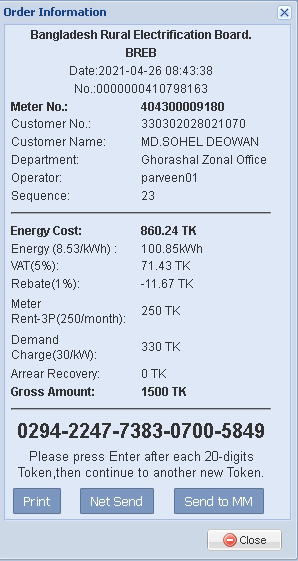 Order Information
Bangladesh Rural Electrification Board.
BREB
Date:2021-04-26 08:43:38
No.:0000000410798163
Meter No.: 404300009180
Customer No.: 330302028021070
Customer Name: MD.SOHEL DEOWAN
Department: Ghorashal Zonal Office
Operator: parveen01
Sequence: 23
Energy Cost: 860.24 TK
Energy (8.53/kWh) : 100.85kWh
VAT(5%): 71.43 TK
Rebate(1%): -11.67 TK
Meter
Rent-3P(250/month): 250 TK
Demand
Charge(30/kW): 330 TK
Arrear Recovery: 0 TK
Gross Amount: 1500 TK
0294-2247-7383-0700-5849
Please press Enter after each 20-digits
Token,then continue to another new Token.
Print Net Send Send to MM
Close